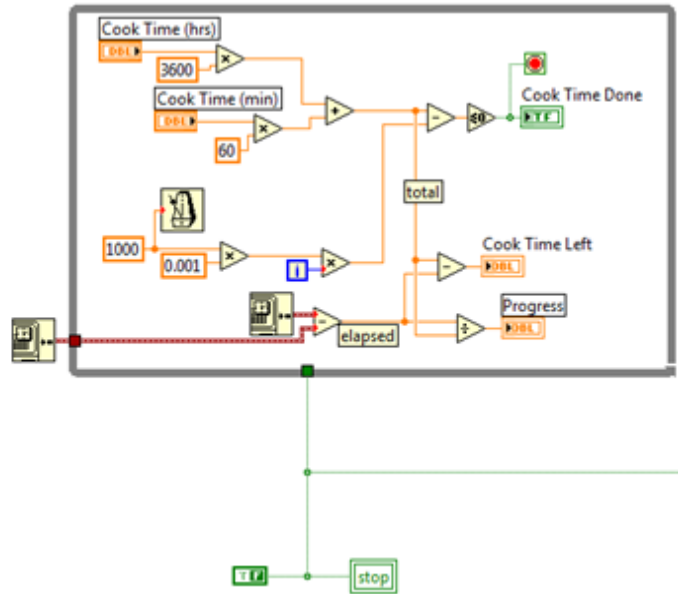 Cook Time (hrs)
DBL
3600
Cook Time (min)
DBL
60
Cook Time Done
TF
total
1000
0.001
i
Cook Time Left
DBL
Progress
DBL
elapsed
T F
stop